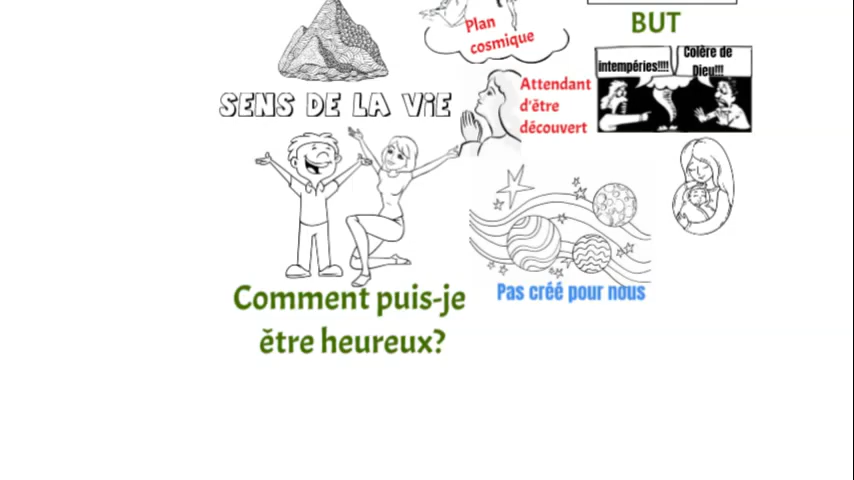 Plan
cosmique
BUT
intempéries!!!!
Colère de
Dieu!!!
SENS DE LA ViE
Attendant
d'être
découvert
Comment puis-je
être heureux?
Pas créé pour nous